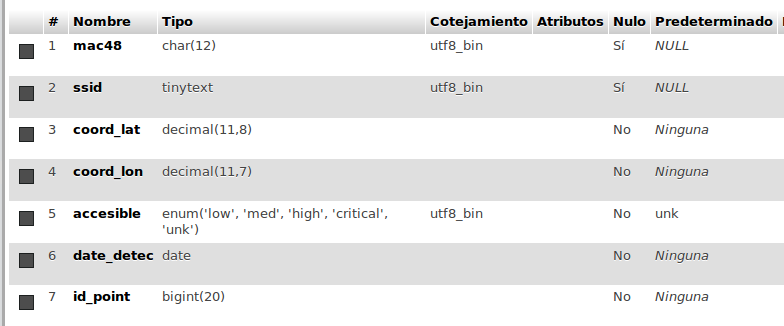 # Nombre Tipo Cotejamiento Atributos Nulo Predeterminado
1 mac48 char(12) utf8_bin Sí NULL
2 ssid tinytext utf8_bin Sí NULL
3 coord_lat decimal(11,8) No Ninguna
4 coord_lon decimal(11,7) No Ninguna
5 accesible enum('low', 'med', 'high', 'critical', utf8_bin No unk
'unk')
6 date_detec date No Ninguna
7 id_point bigint(20) No Ninguna